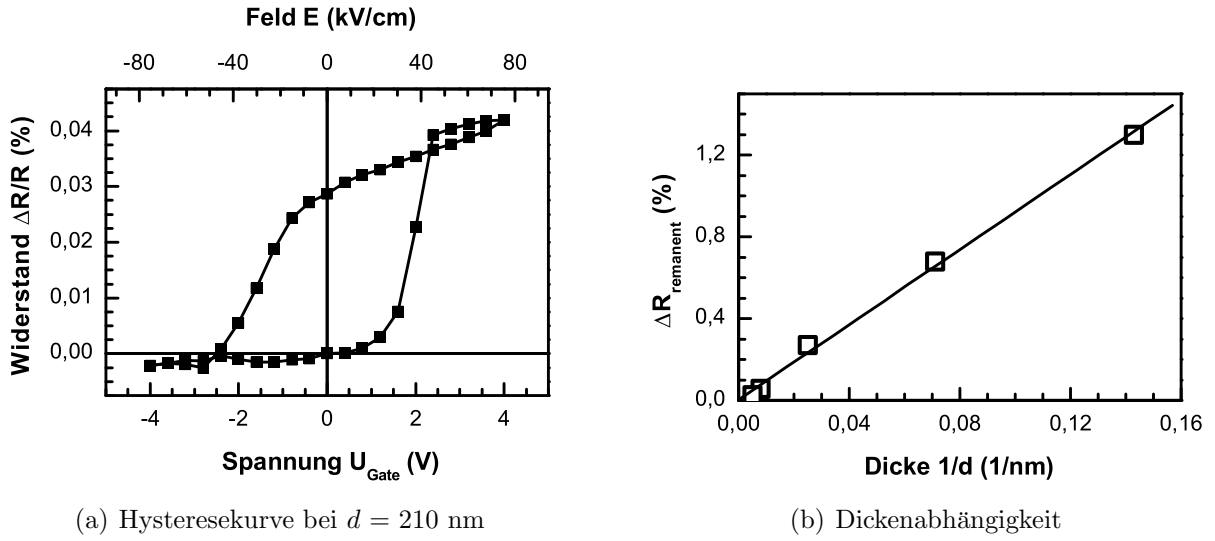 Feld E (kV/cm)
-80 -40 0 40 80
Widerstand ΔR/R (%)
0,04
0,03
0,02
0,01
0,00
-4 -2 0 2 4
Spannung U_Gate (V)
(a) Hysteresekurve bei d = 210 nm
ΔR_remanent (%)
1,2
0,8
0,4
0,0
0,00 0,04 0,08 0,12 0,16
Dicke 1/d (1/nm)
(b) Dickenabhängigkeit